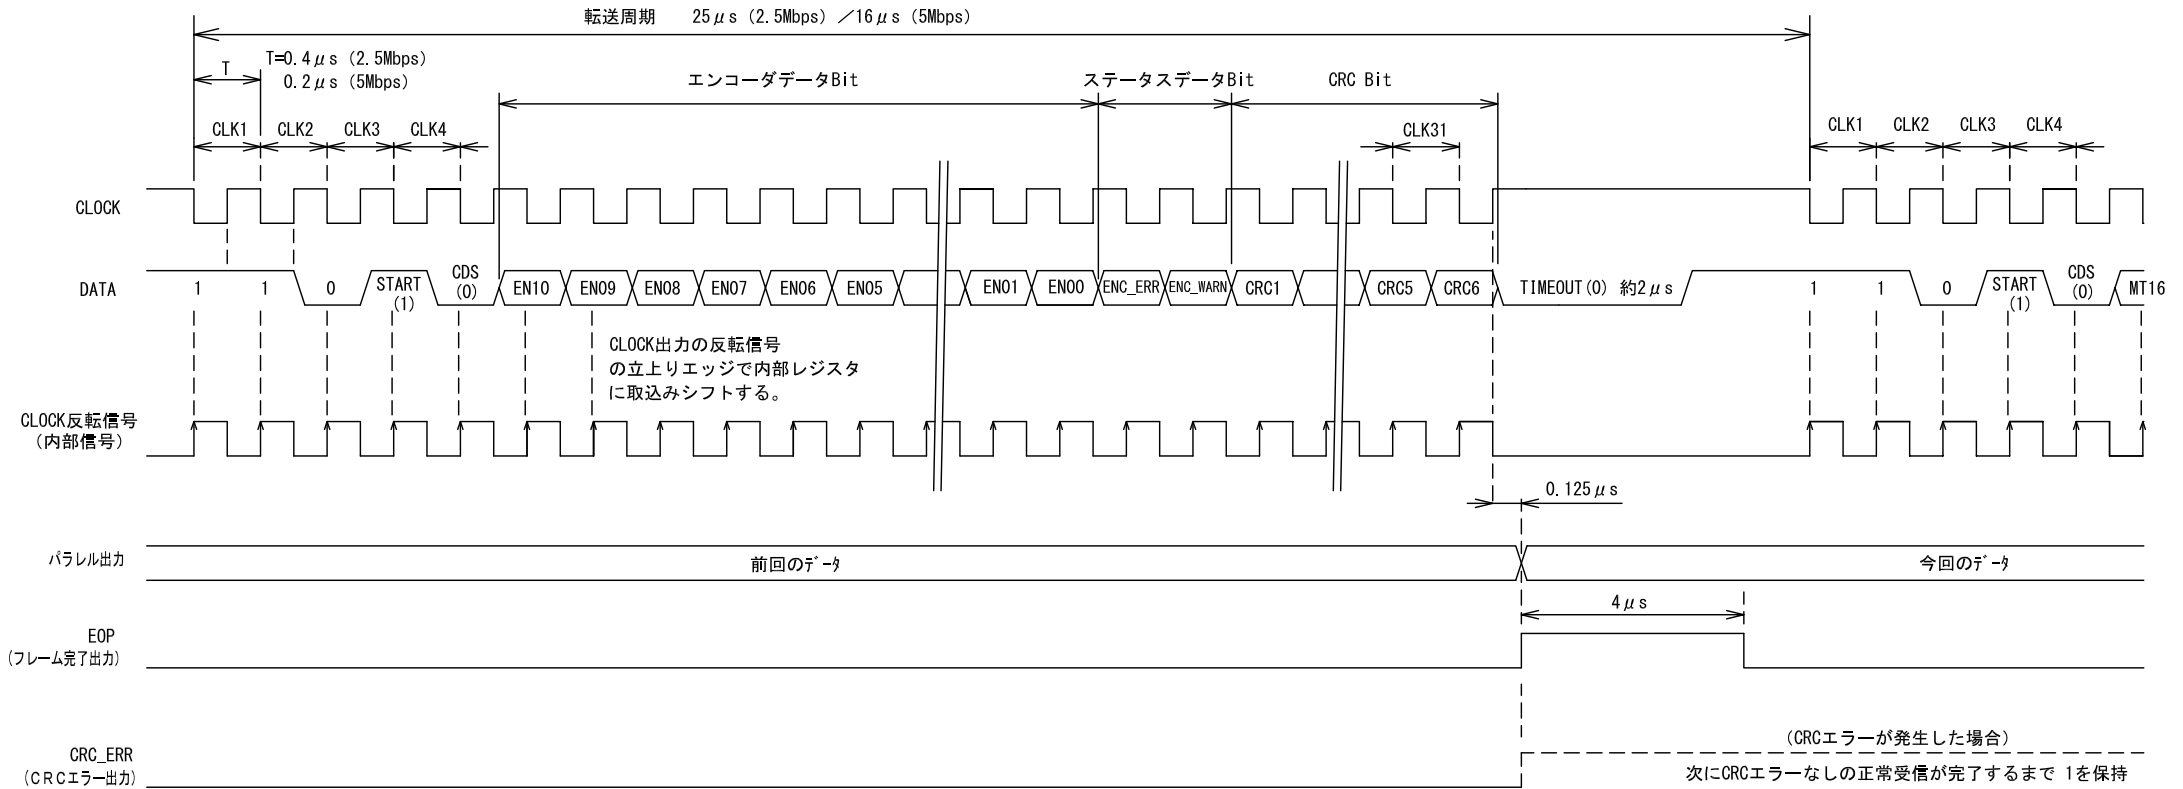 転送周期 25μs (2.5Mbps) ／16μs (5Mbps)
T
T=0.4μs (2.5Mbps)
0.2μs (5Mbps)
エンコーダデータBit
ステータスデータBit
CRC Bit
CLK1 CLK2 CLK3 CLK4
CLK31
CLK1 CLK2 CLK3 CLK4
CLOCK
DATA
1 1 0 START (1) CDS (0) EN10 EN09 EN08 EN07 EN06 EN05 EN01 EN00 ENC_ERR ENC_WARN CRC1 CRC5 CRC6 TIMEOUT(0) 約2μs 1 1 0 START (1) CDS (0) MT16
CLOCK出力の反転信号
の立上りエッジで内部レジスタ
に取込みシフトする。
CLOCK反転信号
(内部信号)
0.125μs
パラレル出力
前回のデータ
今回のデータ
4μs
EOP
(フレーム完了出力)
CRC_ERR
(CRCエラー出力)
(CRCエラーが発生した場合)
次にCRCエラーなしの正常受信が完了するまで 1を保持